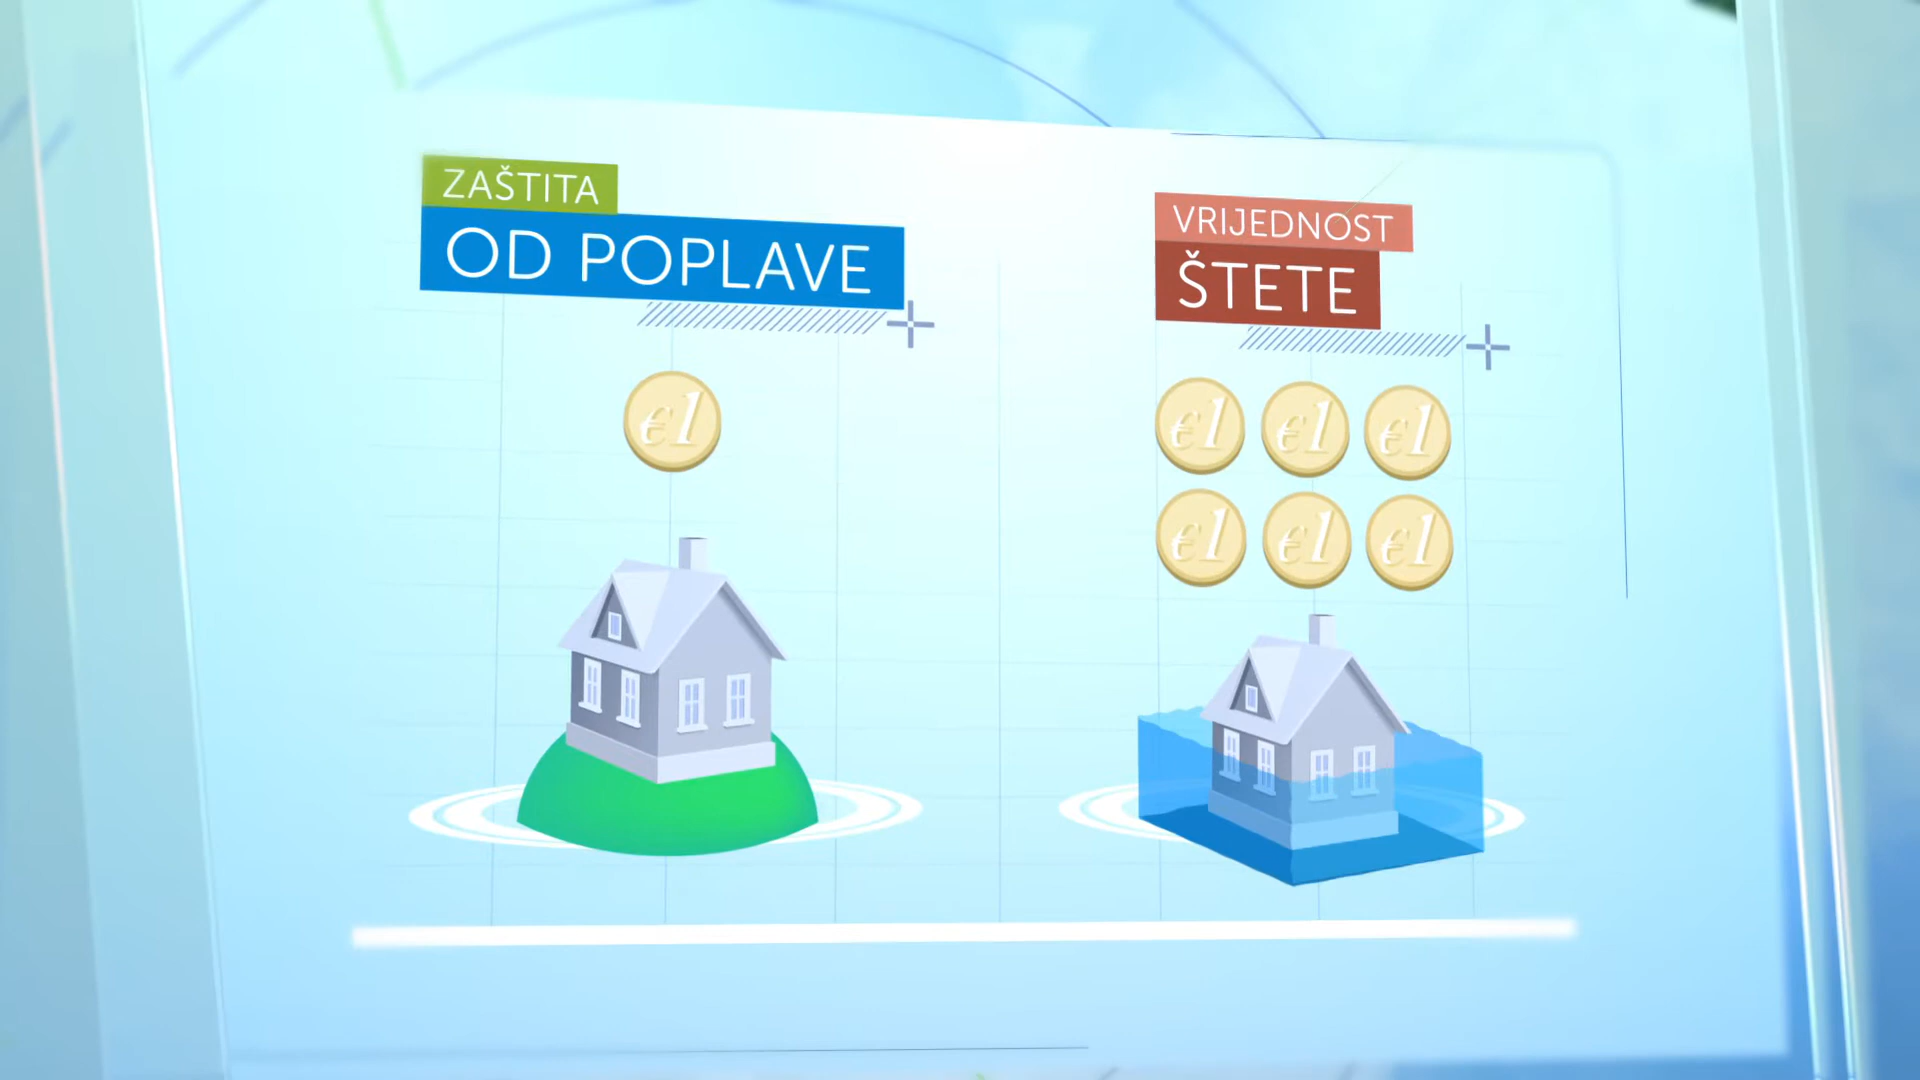 ZAŠTITA
OD POPLAVE
VRIJEDNOST
ŠTETE
€1
€1 €1 €1
€1 €1 €1